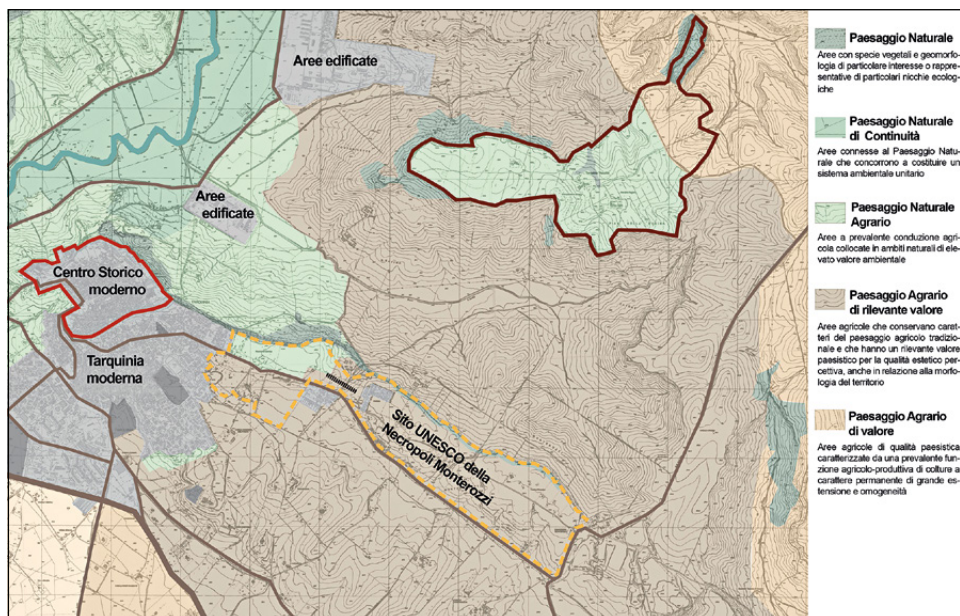 Aree edificate
Aree
edificate
Centro Storico
moderno
Tarquinia
moderna
Sito UNESCO della
Necropoli Monterozzi
Paesaggio Naturale
Aree con specie vegetali e geomorfo-
logia di particolare interesse o rappre-
sentative di particolari nicchie ecolog-
iche
Paesaggio Naturale
di Continuità
Aree connesse al Paesaggio Natu-
rale che concorrono a costituire un
sistema ambientale unitario
Paesaggio Naturale
Agrario
Aree a prevalente conduzione agri-
cola collocate in ambiti naturali di ele-
vato valore ambientale
Paesaggio Agrario
di rilevante valore
Aree agricole che conservano carat-
teri del paesaggio agricolo tradizio-
nale e che hanno un rilevante valore
paesistico per la qualità estetico per-
cettiva, anche in relazione alla morfo-
logia del territorio
Paesaggio Agrario
di valore
Aree agricole di qualità paesistica
caratterizzate da una prevalente fun-
zione agricolo-produttiva di colture a
carattere permanente di grande es-
tensione e omogeneità